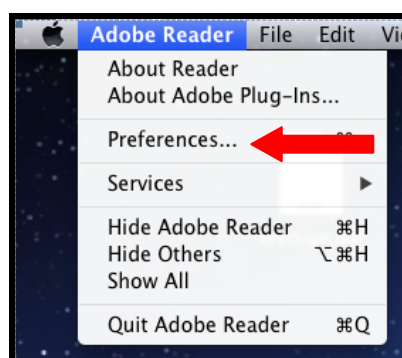 Adobe Reader File Edit
About Reader
About Adobe Plug-Ins...
Preferences...
Services
Hide Adobe Reader ⌘H
Hide Others ⌥⌘H
Show All
Quit Adobe Reader ⌘Q